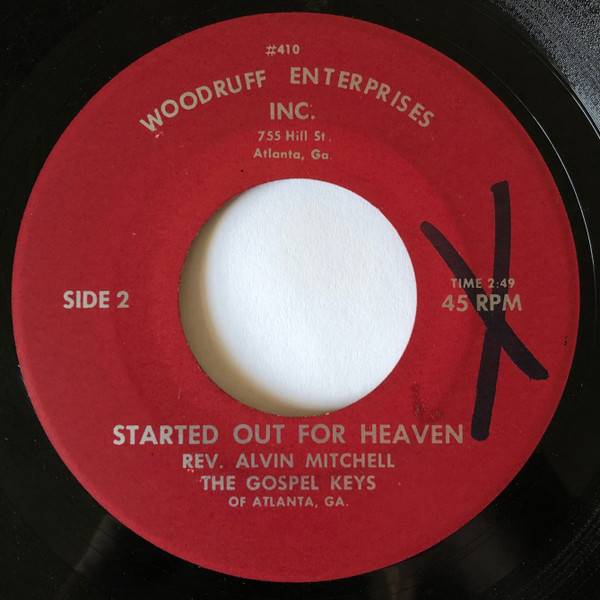 #410
WOODRUFF ENTERPRISES
INC.
755 Hill St.
Atlanta, Ga.
SIDE 2
TIME 2:49
45 RPM
STARTED OUT FOR HEAVEN
REV. ALVIN MITCHELL
THE GOSPEL KEYS
OF ATLANTA, GA.